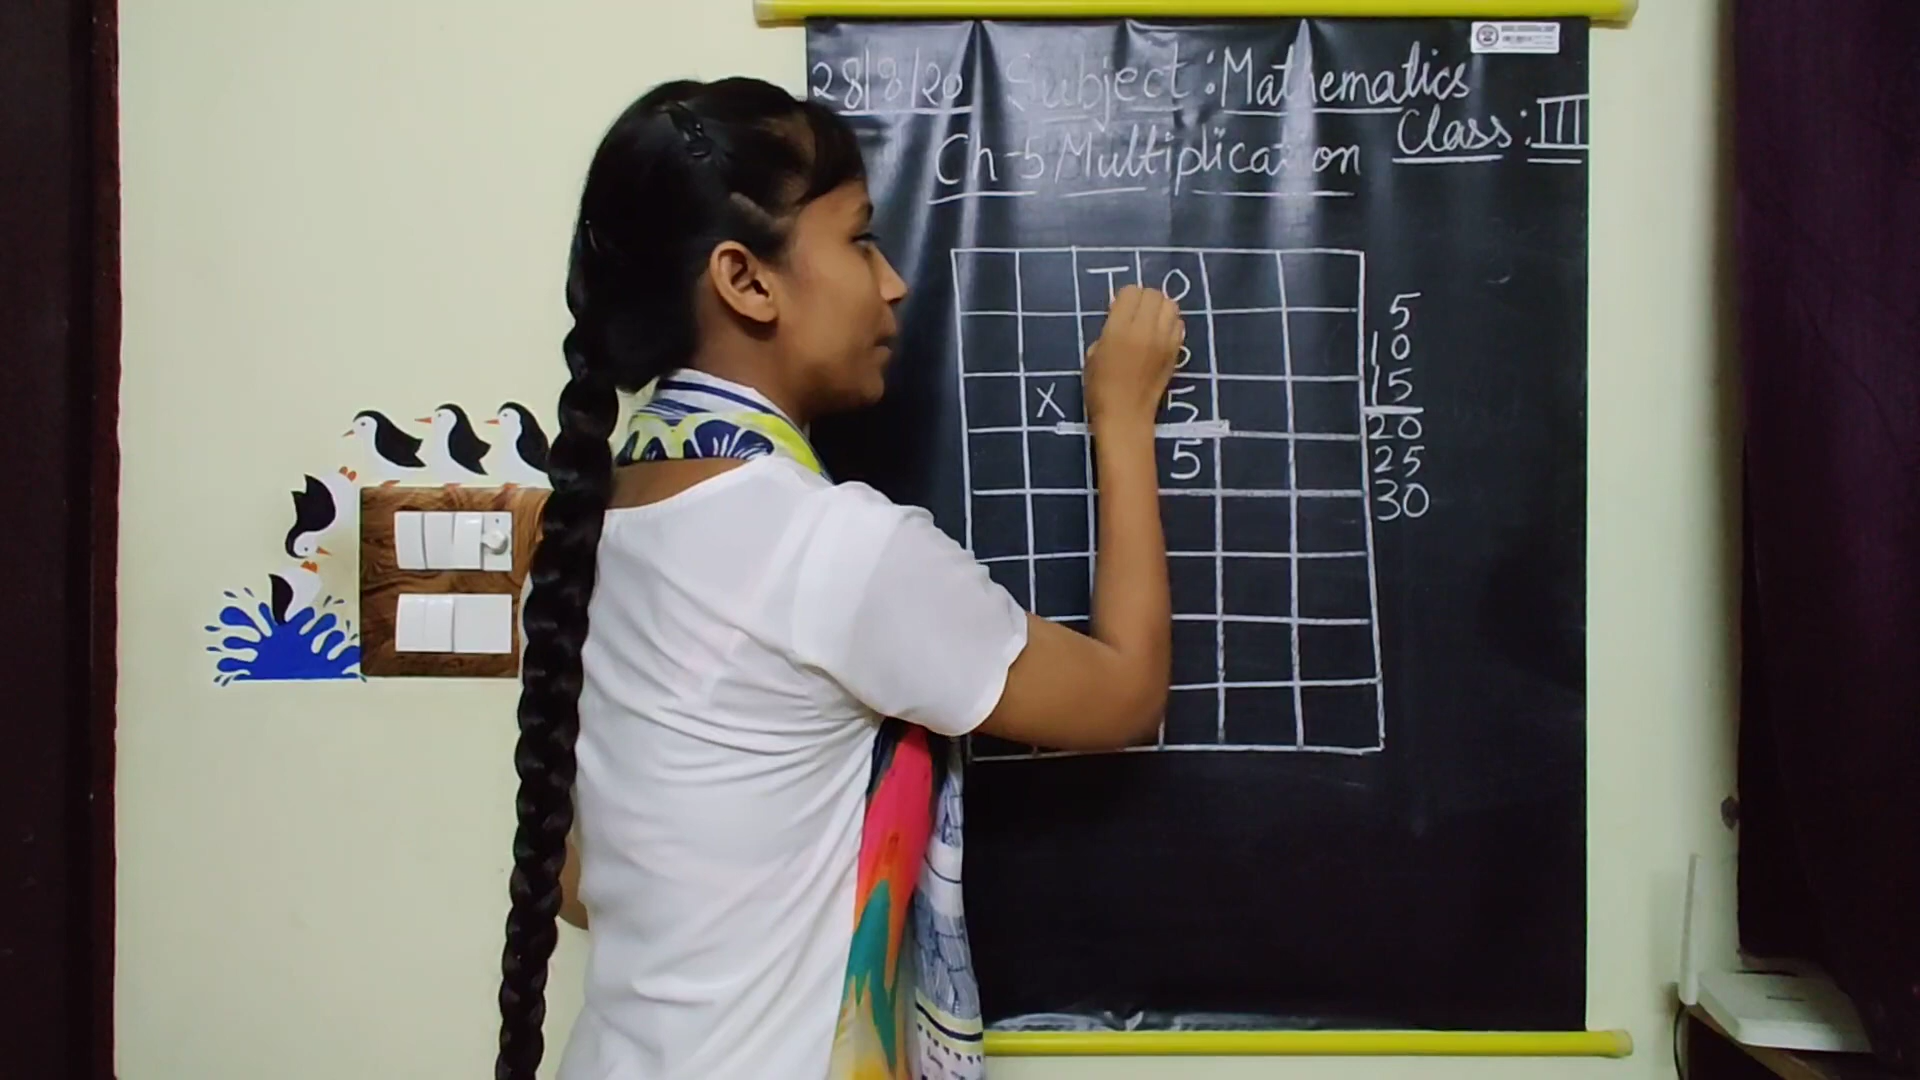 28/8/20 Subject : Mathematics
Class : III
Ch-5 Multiplication
T O
X 5
5
5
10
15
20
25
30